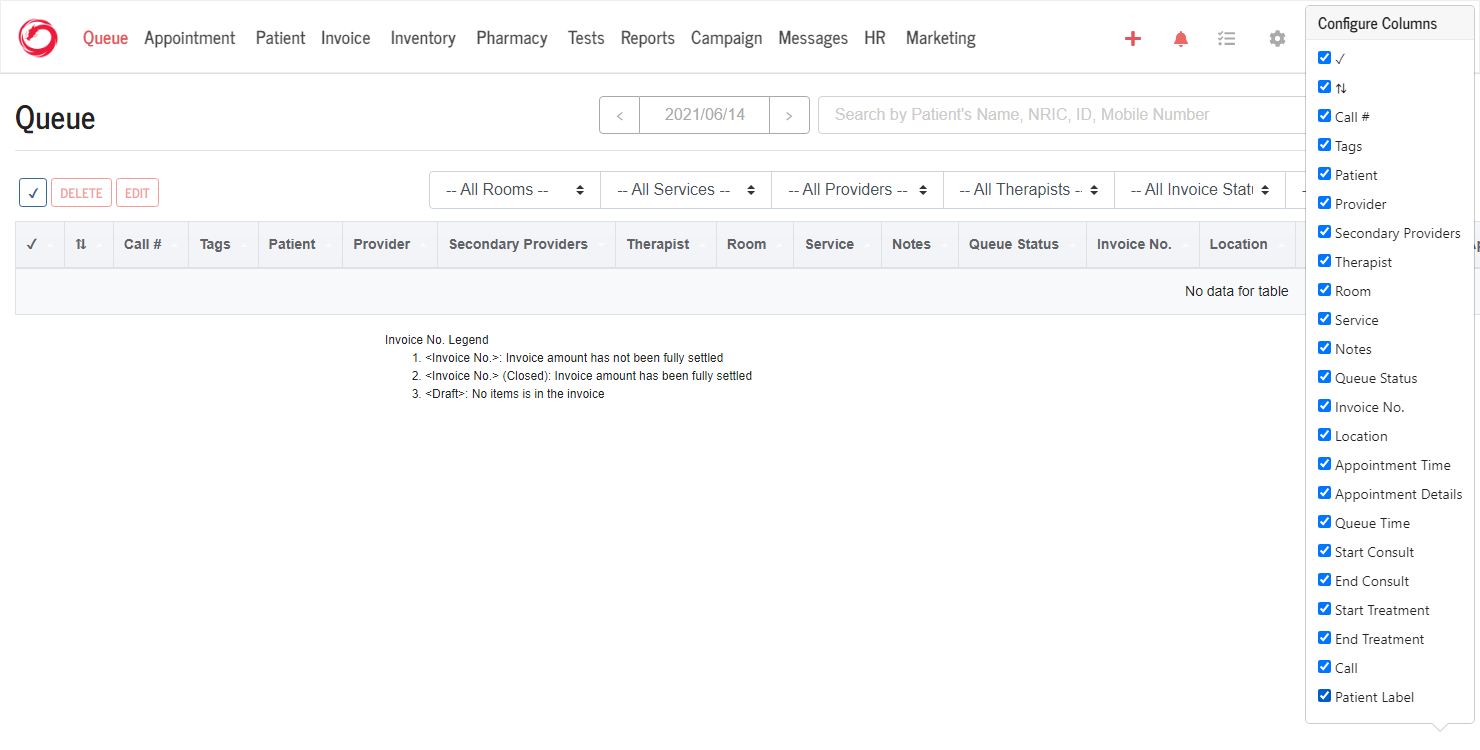 Queue Appointment Patient Invoice Inventory Pharmacy Tests Reports Campaign Messages HR Marketing
Queue
< 2021/06/14 >
Search by Patient's Name, NRIC, ID, Mobile Number
✓ DELETE EDIT
-- All Rooms -- -- All Services -- -- All Providers -- -- All Therapists - -- All Invoice Statu
✓ ⇅ Call # Tags Patient Provider Secondary Providers Therapist Room Service Notes Queue Status Invoice No. Location
No data for table
Invoice No. Legend
1. <Invoice No.>: Invoice amount has not been fully settled
2. <Invoice No.> (Closed): Invoice amount has been fully settled
3. <Draft>: No items is in the invoice
Configure Columns
✓
⇅
Call #
Tags
Patient
Provider
Secondary Providers
Therapist
Room
Service
Notes
Queue Status
Invoice No.
Location
Appointment Time
Appointment Details
Queue Time
Start Consult
End Consult
Start Treatment
End Treatment
Call
Patient Label